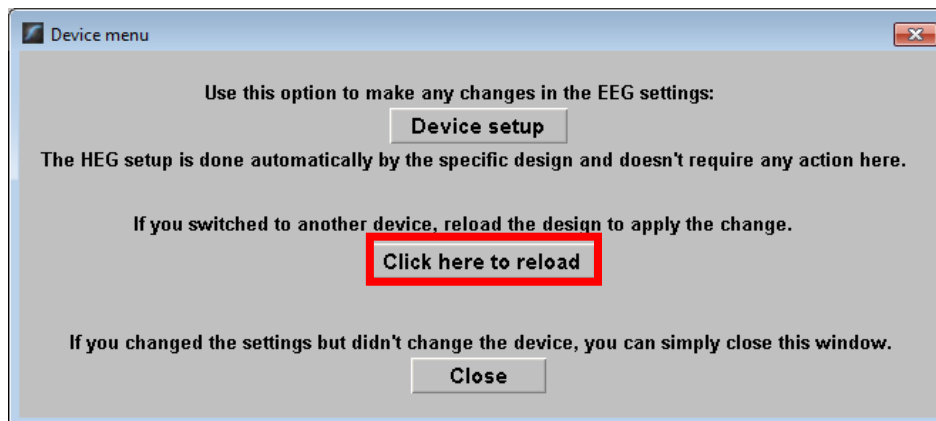 Device menu
Use this option to make any changes in the EEG settings:
Device setup
The HEG setup is done automatically by the specific design and doesn't require any action here.
If you switched to another device, reload the design to apply the change.
Click here to reload
If you changed the settings but didn't change the device, you can simply close this window.
Close